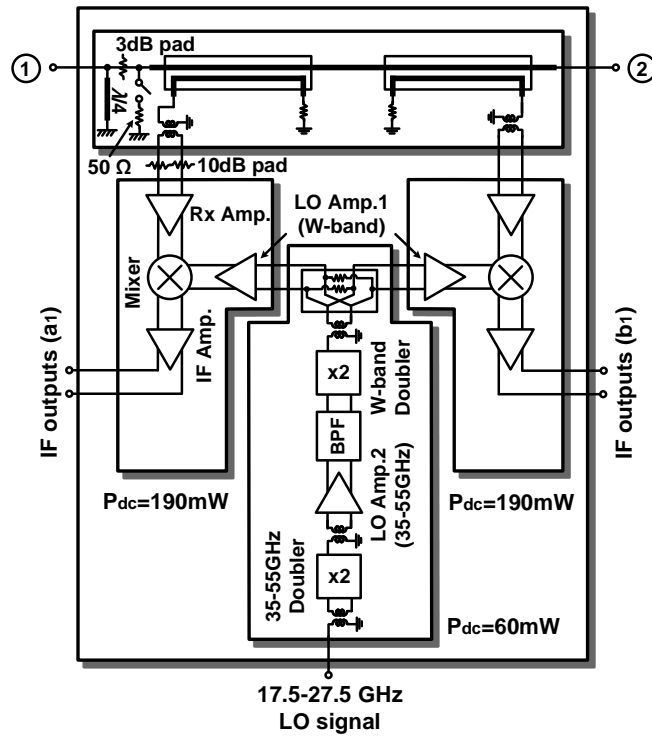 3dB pad
1
2
λ/4
50 Ω
10dB pad
Rx Amp.
LO Amp.1
(W-band)
Mixer
IF Amp.
IF outputs (a1)
IF outputs (b1)
x2
W-band
Doubler
BPF
LO Amp.2
(35-55GHz)
Pdc=190mW
Pdc=190mW
35-55GHz
Doubler
x2
Pdc=60mW
17.5-27.5 GHz
LO signal